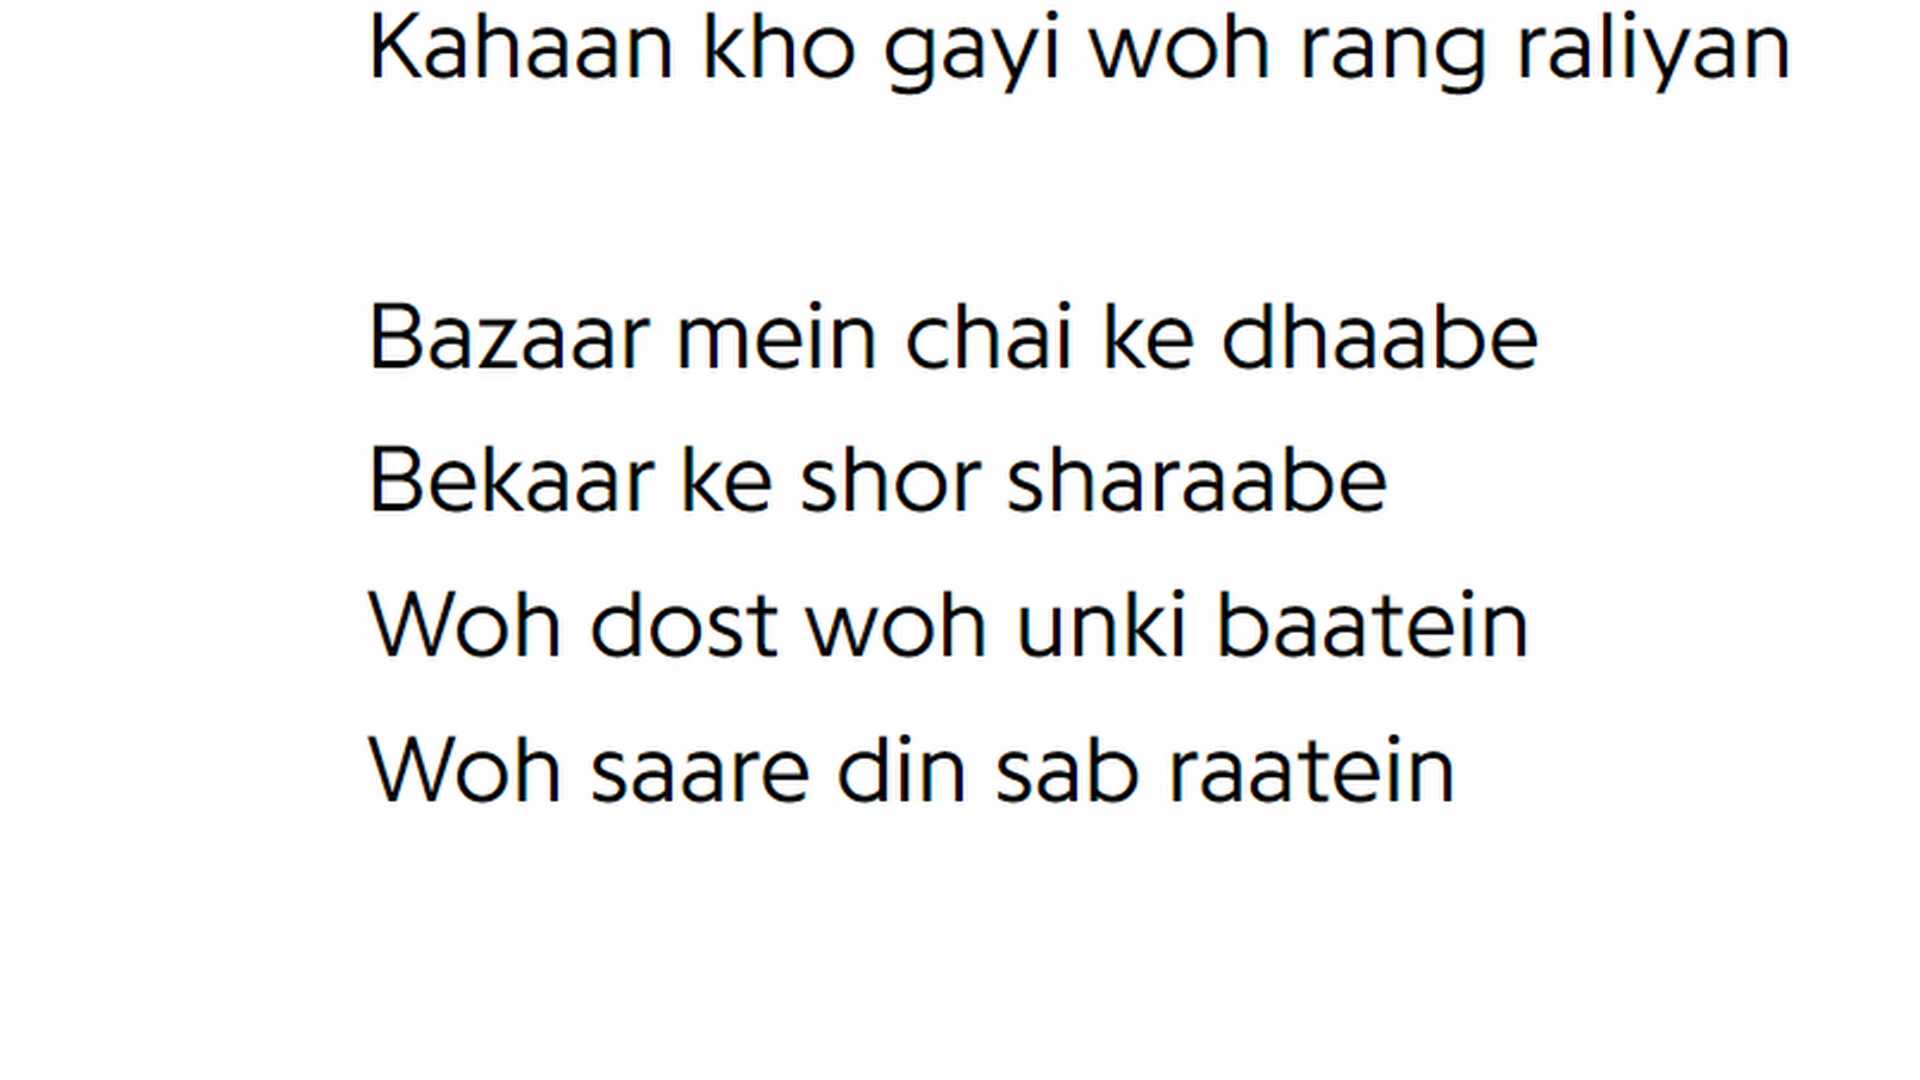 Kahaan kho gayi woh rang raliyan
Bazaar mein chai ke dhaabe
Bekaar ke shor sharaabe
Woh dost woh unki baatein
Woh saare din sab raatein